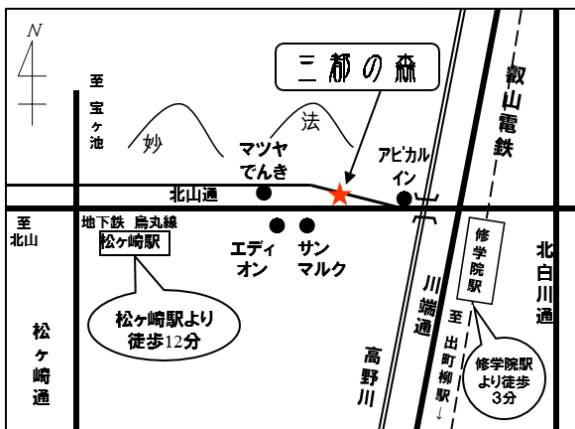 N
三都の森
至 宝ヶ池
妙
法
マツヤ
でんき
アピカル
イン
叡山電鉄
北山通
至
北山
地下鉄 烏丸線
松ヶ崎駅
エディ
オン
サン
マルク
修学院駅
北白川通
川端通
松ヶ崎駅より
徒歩12分
松ヶ崎通
高野川
至 出町柳駅→
修学院駅
より徒歩
3分